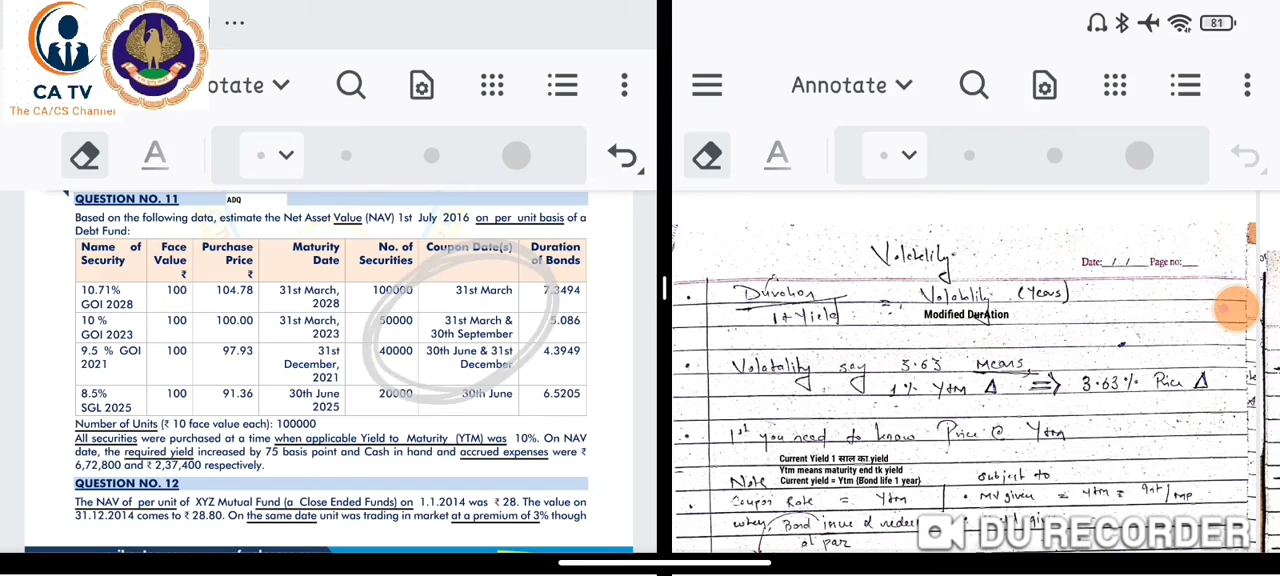 CA TV
The CA/CS Channel
otate
Annotate
81
A
A
QUESTION NO. 11
ADQ
Based on the following data, estimate the Net Asset Value (NAV) 1st July 2016 on per unit basis of a
Debt Fund:
Name of Security Face Value ₹ Purchase Price ₹ Maturity Date No. of Securities Coupon Date(s) Duration of Bonds
10.71% GOI 2028 100 104.78 31st March, 2028 100000 31st March 7.3494
10 % GOI 2023 100 100.00 31st March, 2023 50000 31st March & 30th September 5.086
9.5 % GOI 2021 100 97.93 31st December, 2021 40000 30th June & 31st December 4.3949
8.5% SGL 2025 100 91.36 30th June 2025 20000 30th June 6.5205
Number of Units (₹ 10 face value each): 100000
All securities were purchased at a time when applicable Yield to Maturity (YTM) was 10%. On NAV
date, the required yield increased by 75 basis point and Cash in hand and accrued expenses were ₹
6,72,800 and ₹ 2,37,400 respectively.
QUESTION NO. 12
The NAV of per unit of XYZ Mutual Fund (a Close Ended Funds) on 1.1.2014 was ₹ 28. The value on
31.12.2014 comes to ₹ 28.80. On the same date unit was trading in market at a premium of 3% though
Volatility
Date: / / Page no:
Duration = Volatility (Years)
1+ Yield
Modified Duration
Volatility say 3.63 Means,
1% Ytm Δ ⇒ 3.63% Price Δ
1st you need to know Price @ Ytm
Current Yield 1 साल का yield
Ytm means maturity end tk yield
Current yield = Ytm (Bond life 1 year)
Note
subject to
Coupon Rate = Ytm
MV given = Ytm =
when, Bond issue &
at par
DU RECORDER